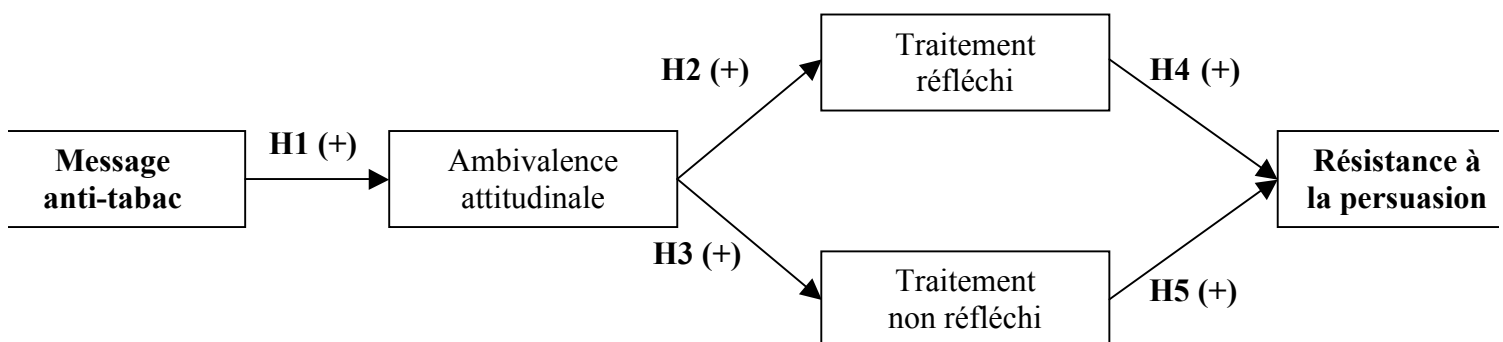 Message
anti-tabac
H1 (+)
Ambivalence
attitudinale
H2 (+)
H3 (+)
Traitement
réfléchi
Traitement
non réfléchi
H4 (+)
H5 (+)
Résistance à
la persuasion